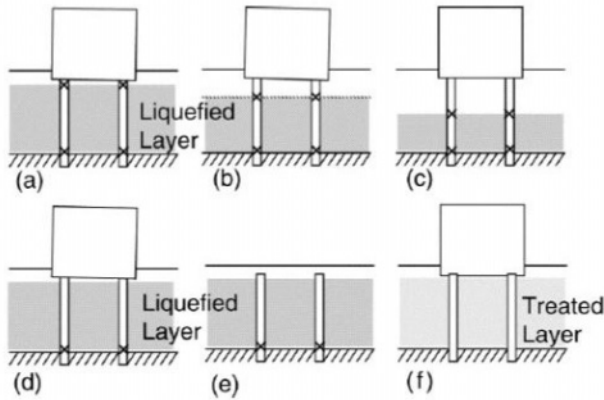 Liquefied
Layer
(a)
(b)
(c)
Liquefied
Layer
Treated
Layer
(d)
(e)
(f)